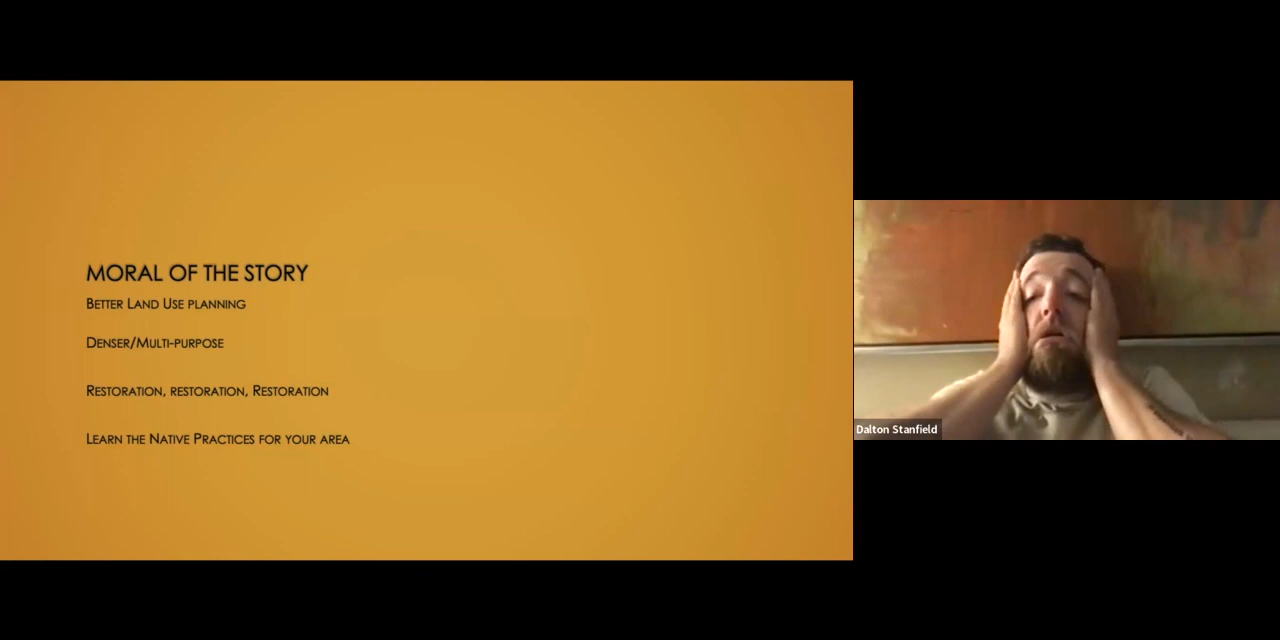 MORAL OF THE STORY
BETTER LAND USE PLANNING
DENSER/MULTI-PURPOSE
RESTORATION, RESTORATION, RESTORATION
LEARN THE NATIVE PRACTICES FOR YOUR AREA
Dalton Stanfield